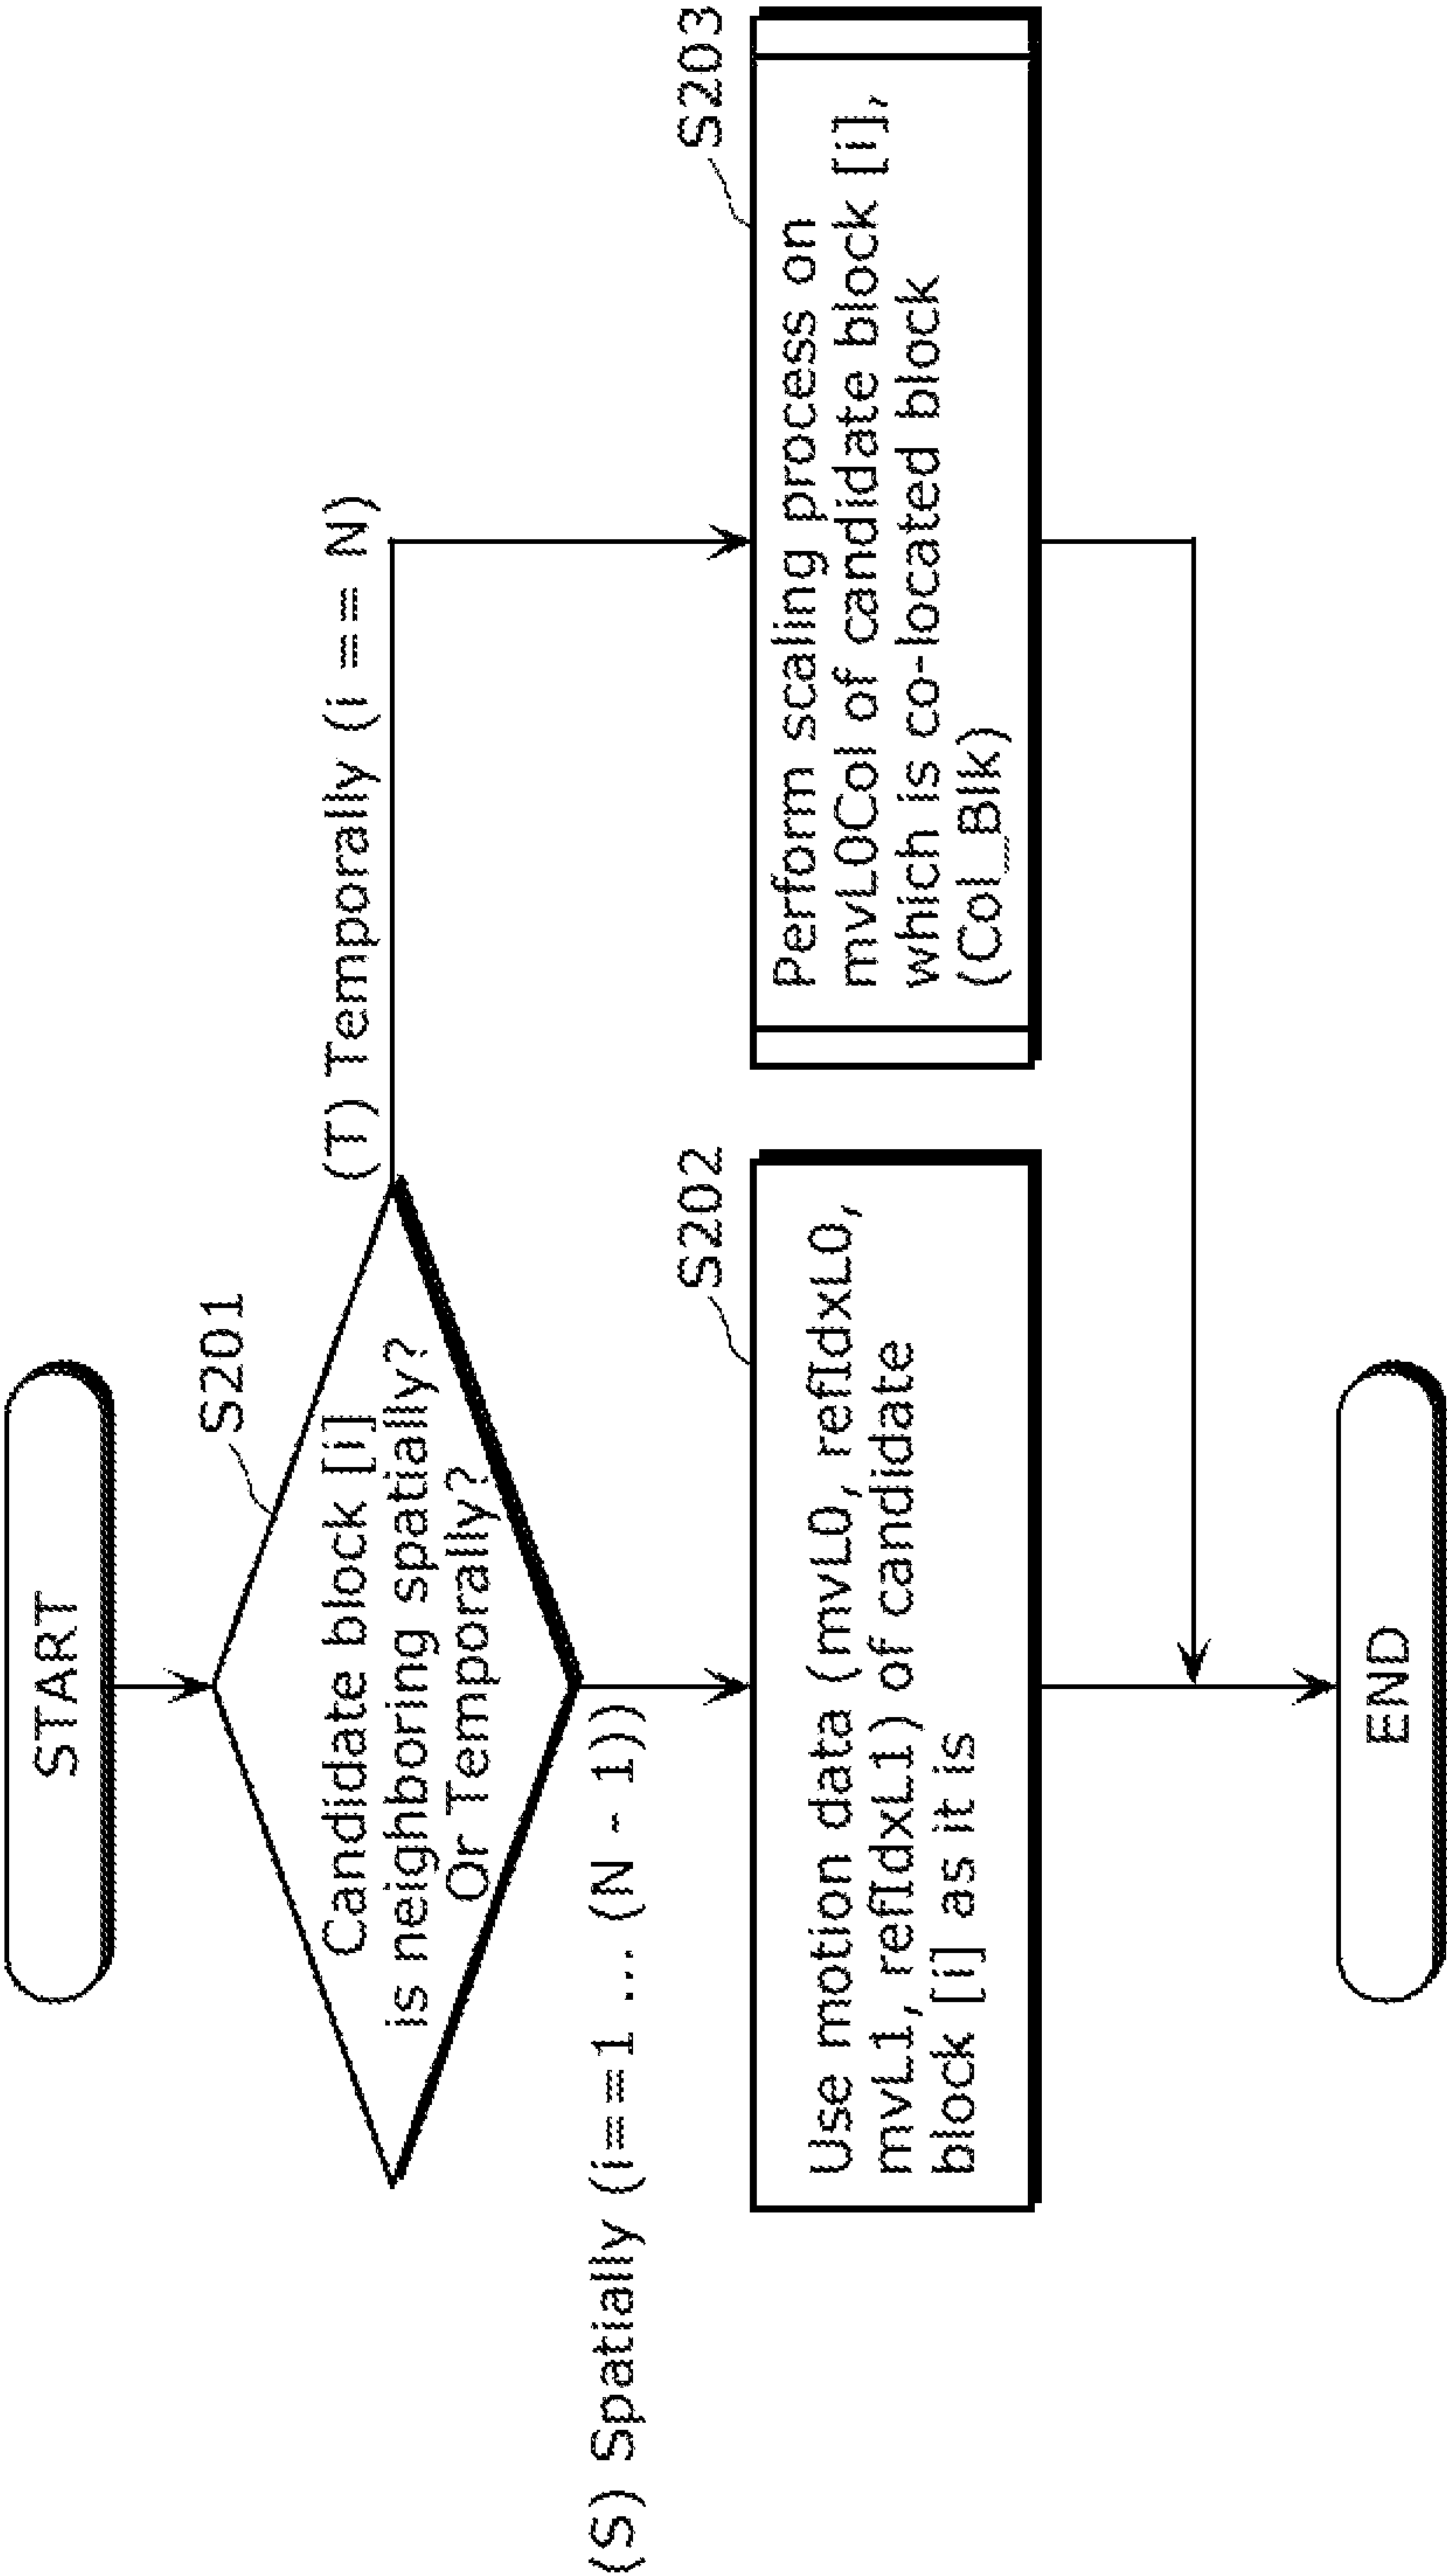 START
S201
Candidate block [i]
is neighboring spatially?
Or Temporally?
(T) Temporally (i == N)
(S) Spatially (i==1 ... (N - 1))
S202
Use motion data (mvL0, refIdxL0,
mvL1, refIdxL1) of candidate
block [i] as it is
S203
Perform scaling process on
mvL0Col of candidate block [i],
which is co-located block
(Col_Blk)
END